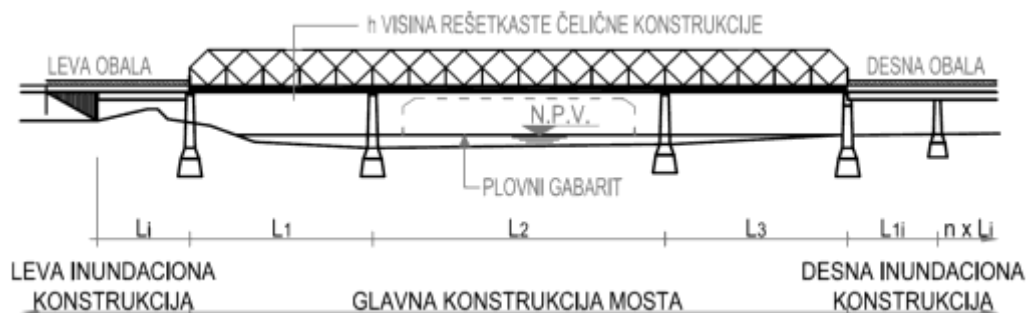 h VISINA REŠETKASTE ČELIČNE KONSTRUKCIJE
LEVA OBALA
DESNA OBALA
N.P.V.
PLOVNI GABARIT
Li L1 L2 L3 L1i n x Li
LEVA INUNDACIONA
KONSTRUKCIJA
GLAVNA KONSTRUKCIJA MOSTA
DESNA INUNDACIONA
KONSTRUKCIJA